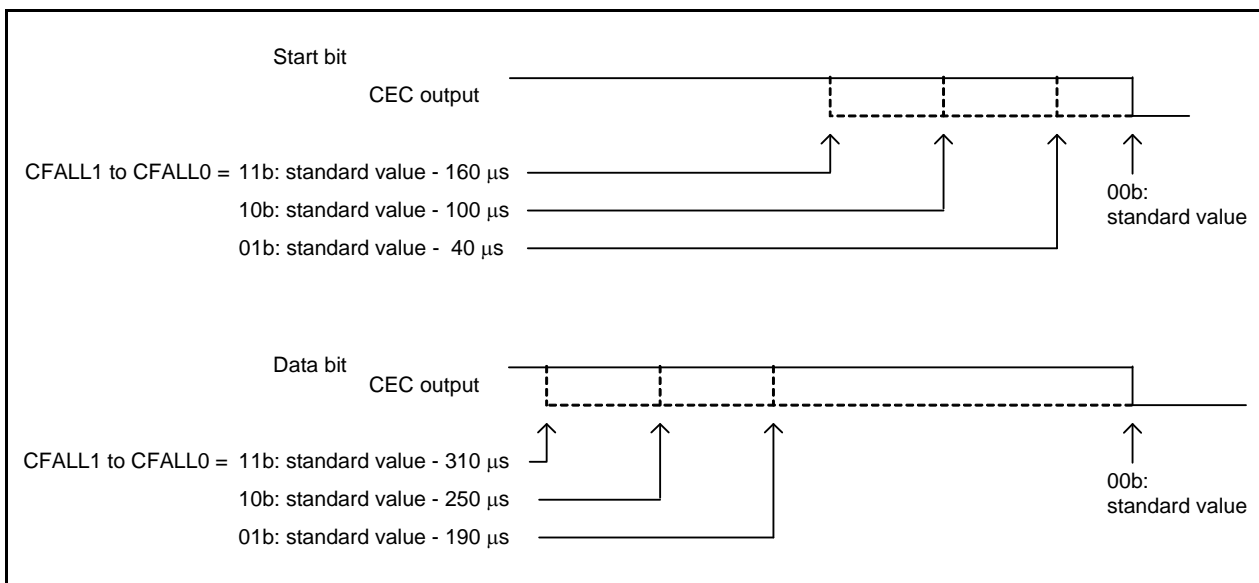 Start bit
CEC output
CFALL1 to CFALL0 = 11b: standard value - 160 μs
10b: standard value - 100 μs
01b: standard value - 40 μs
00b:
standard value
Data bit
CEC output
CFALL1 to CFALL0 = 11b: standard value - 310 μs
10b: standard value - 250 μs
01b: standard value - 190 μs
00b:
standard value